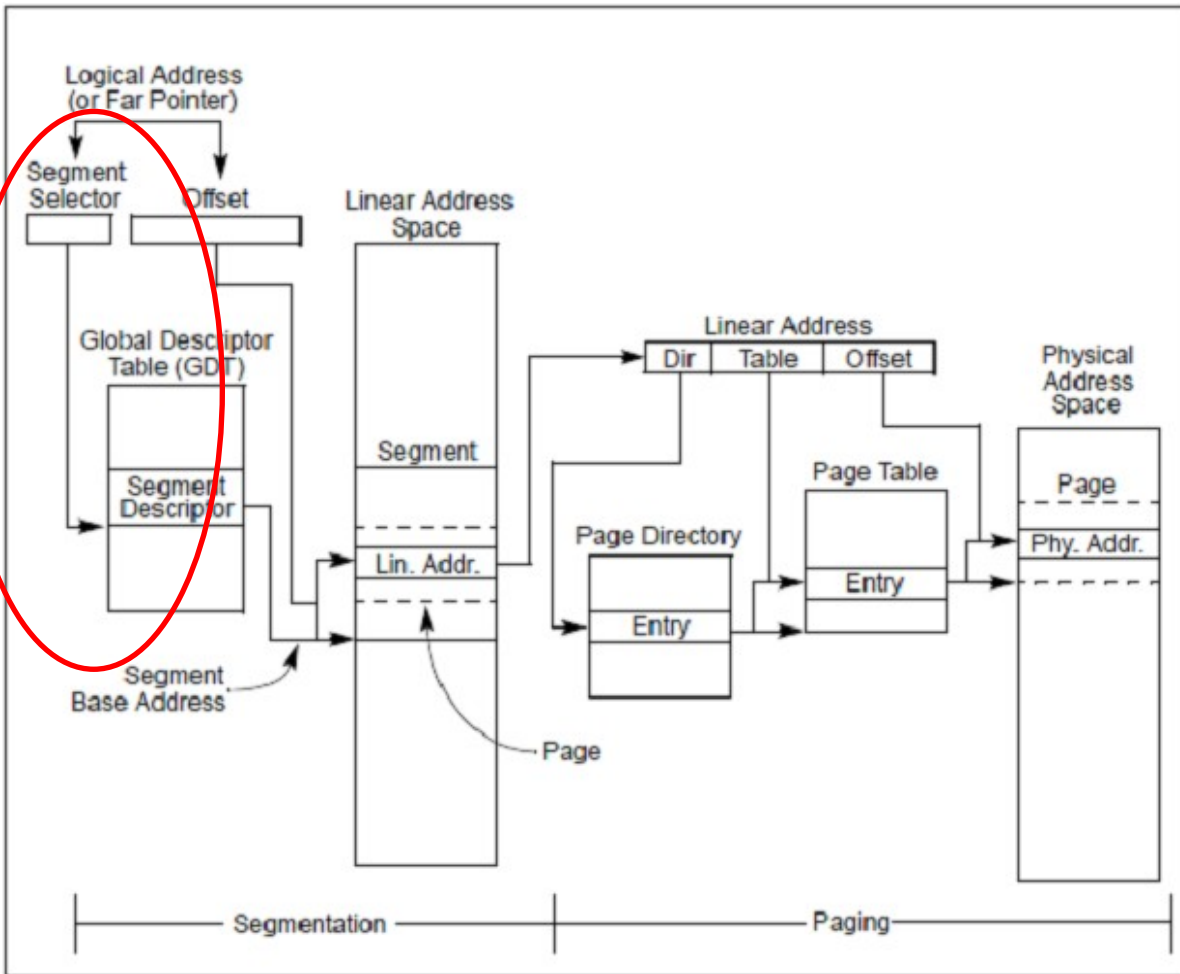 Logical Address
(or Far Pointer)
Segment
Selector
Offset
Linear Address
Space
Global Descriptor
Table (GDT)
Linear Address
Dir
Table
Offset
Physical
Address
Space
Segment
Segment
Descriptor
Page Table
Page
Page Directory
Lin. Addr.
Phy. Addr.
Entry
Entry
Segment
Base Address
Page
Segmentation
Paging